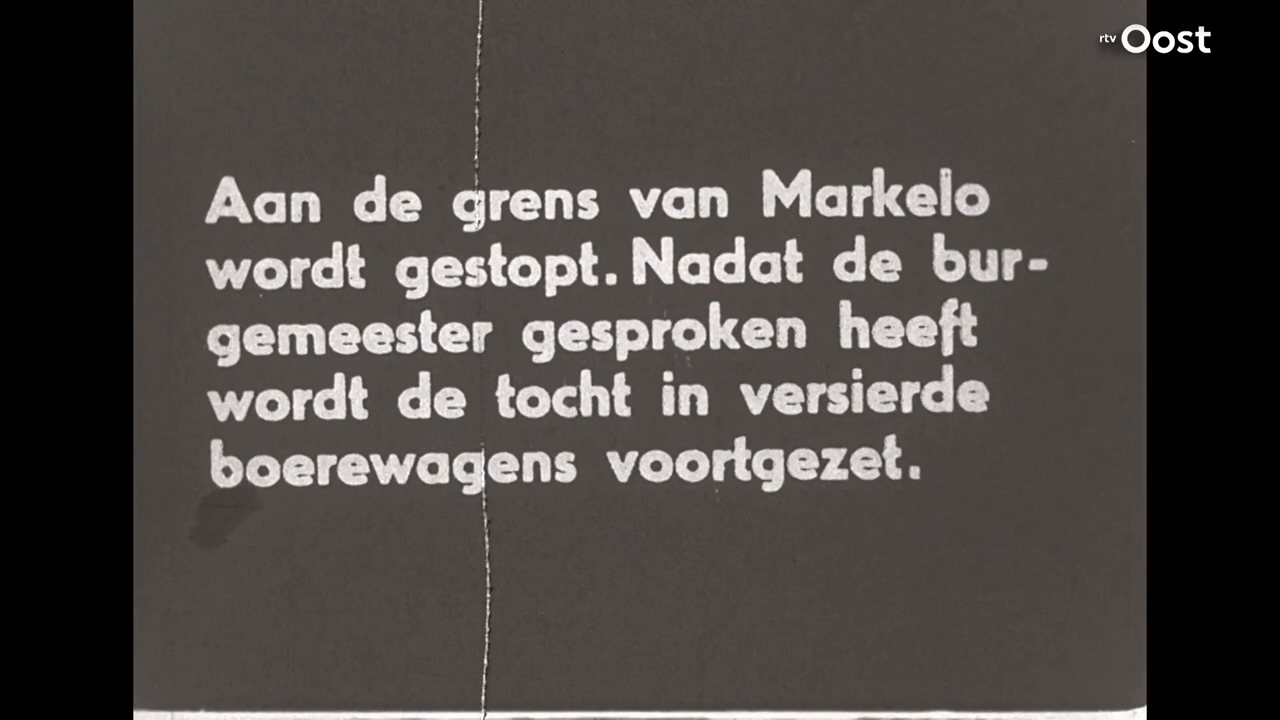 rtv Oost
Aan de grens van Markelo
wordt gestopt. Nadat de bur-
gemeester gesproken heeft
wordt de tocht in versierde
boerewagens voortgezet.